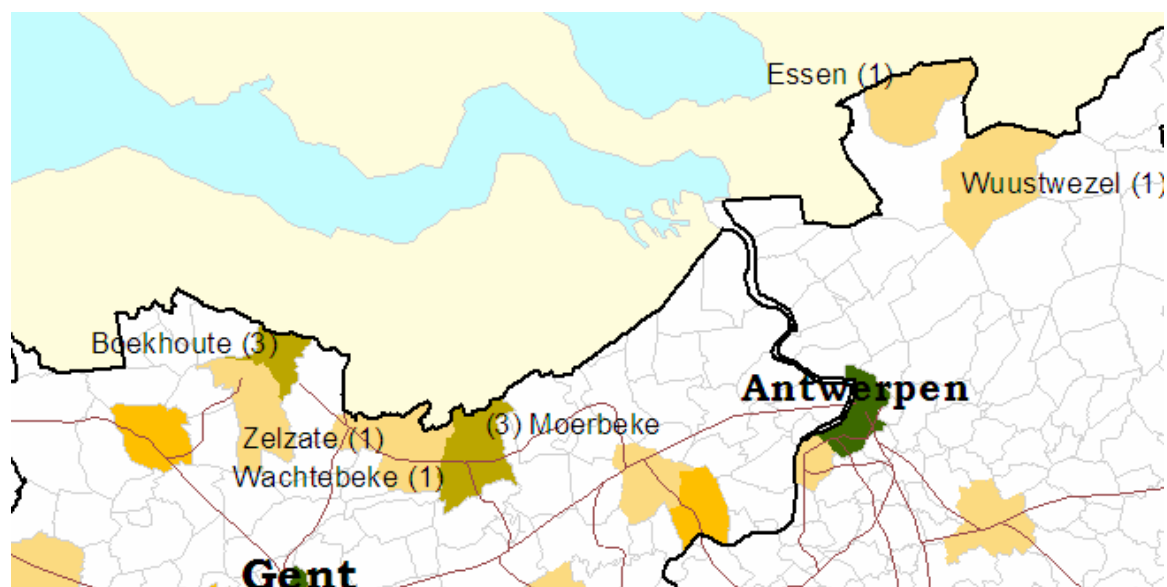 Essen (1)
Wuustwezel (1)
Boekhoute (3)
Antwerpen
(3) Moerbeke
Zelzate (1)
Wachtebeke (1)
Gent